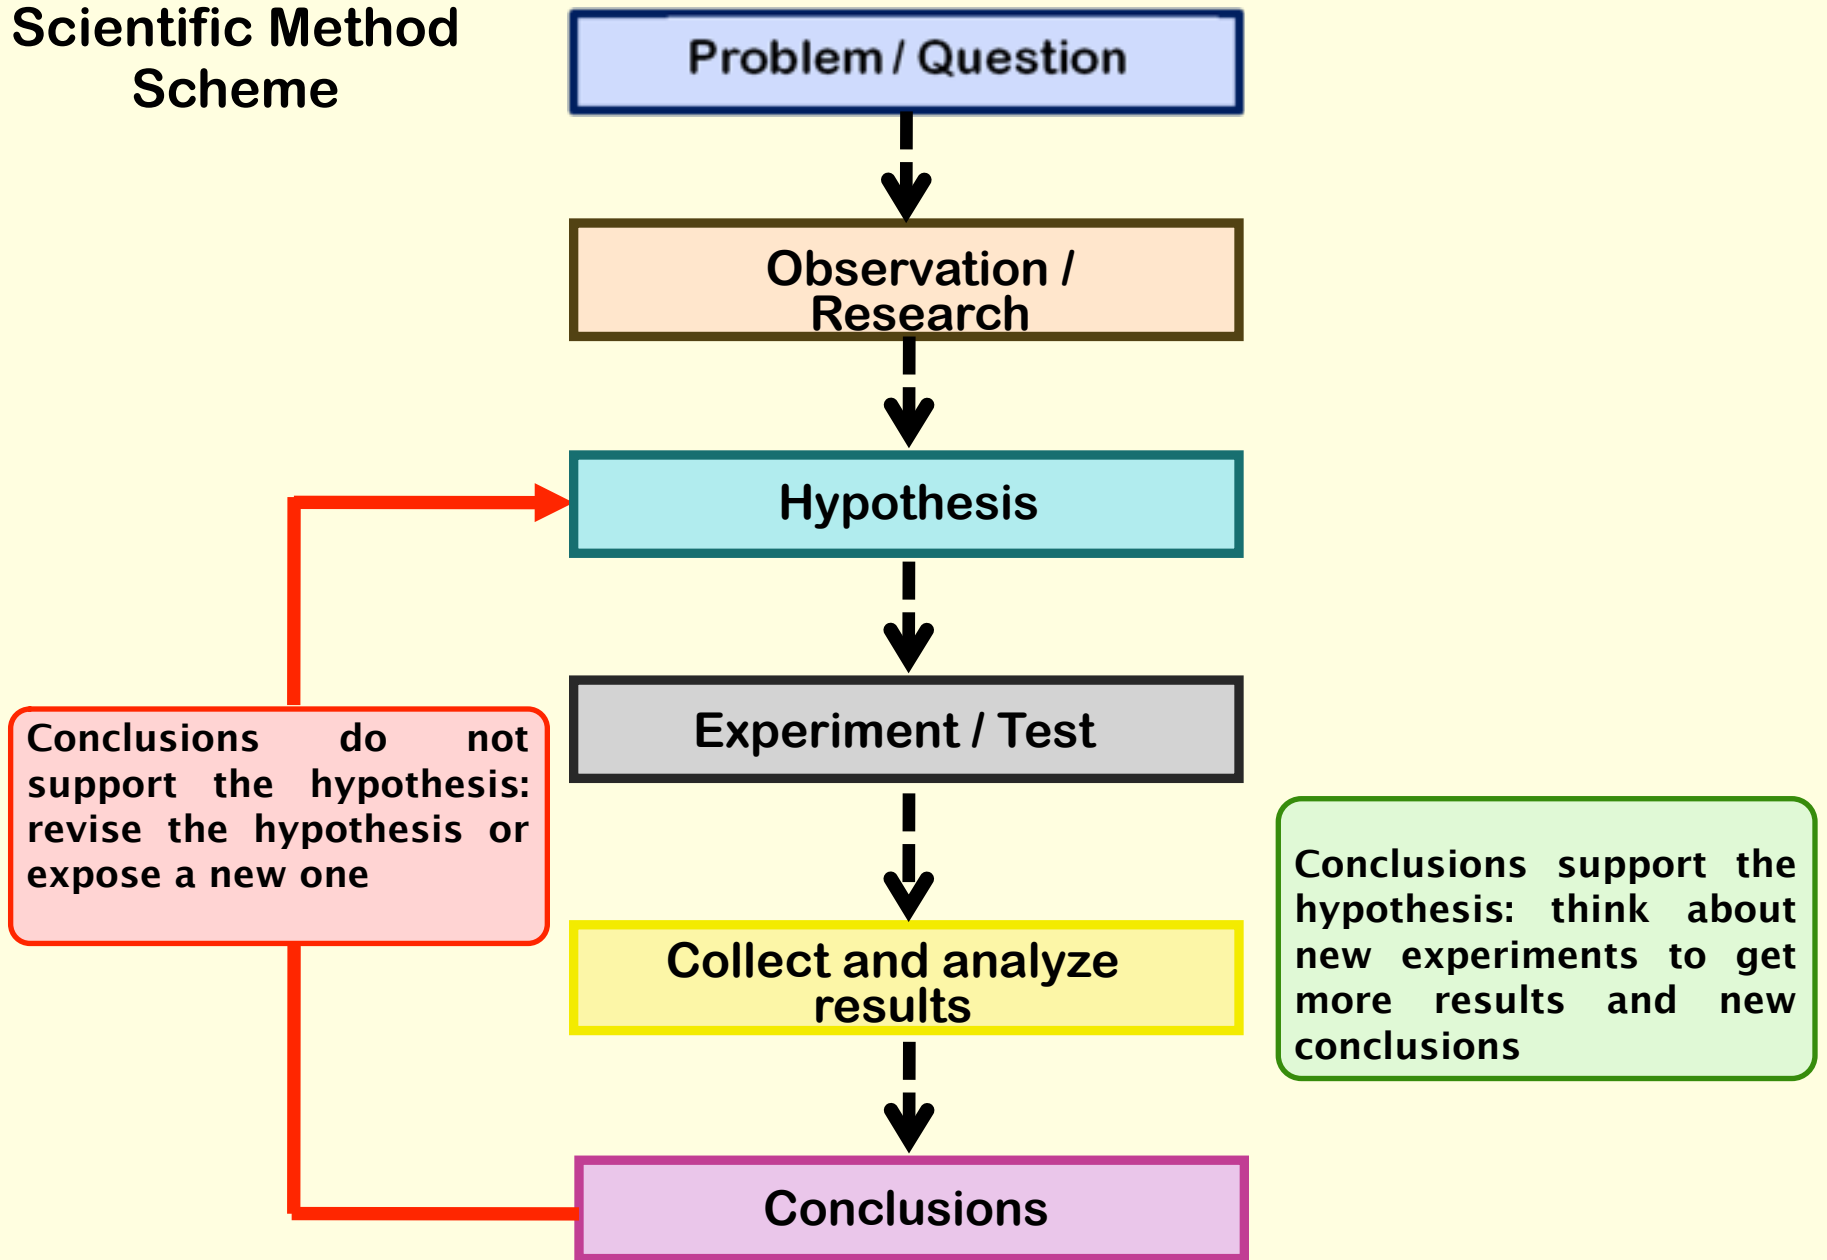 Scientific Method
Scheme
Problem / Question
Observation /
Research
Hypothesis
Experiment / Test
Conclusions do not
support the hypothesis:
revise the hypothesis or
expose a new one
Conclusions support the
hypothesis: think about
new experiments to get
more results and new
conclusions
Collect and analyze
results
Conclusions